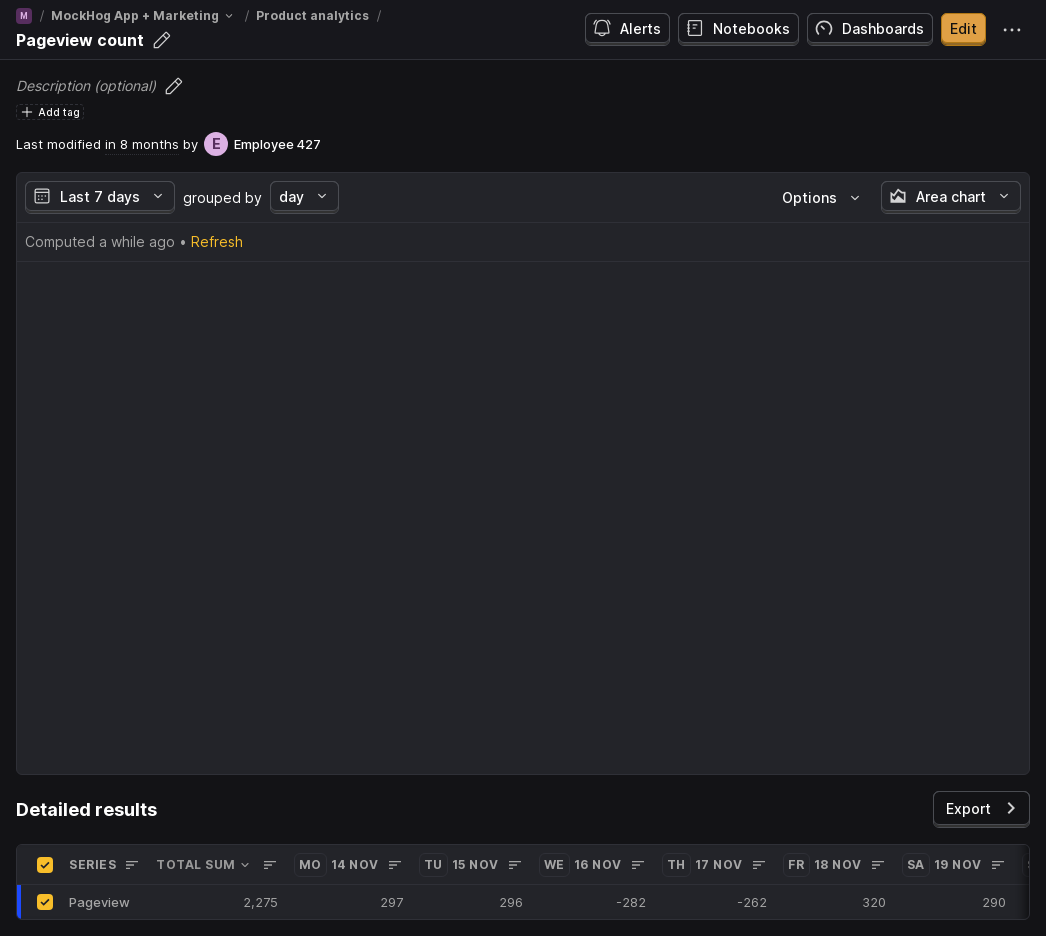 M / MockHog App + Marketing / Product analytics /
Pageview count
Alerts Notebooks Dashboards Edit
Description (optional)
Add tag
Last modified in 8 months by E Employee 427
Last 7 days grouped by day Options Area chart
Computed a while ago • Refresh
Detailed results Export
SERIES TOTAL SUM MO 14 NOV TU 15 NOV WE 16 NOV TH 17 NOV FR 18 NOV SA 19 NOV
Pageview 2,275 297 296 -282 -262 320 290